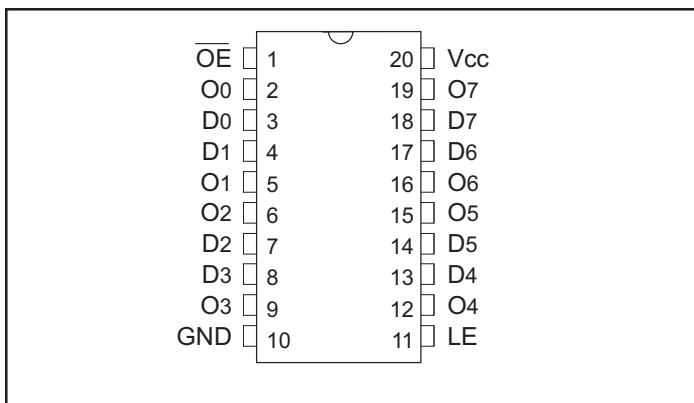 O̅E̅ 1 20 Vcc
O0 2 19 O7
D0 3 18 D7
D1 4 17 D6
O1 5 16 O6
O2 6 15 O5
D2 7 14 D5
D3 8 13 D4
O3 9 12 O4
GND 10 11 LE